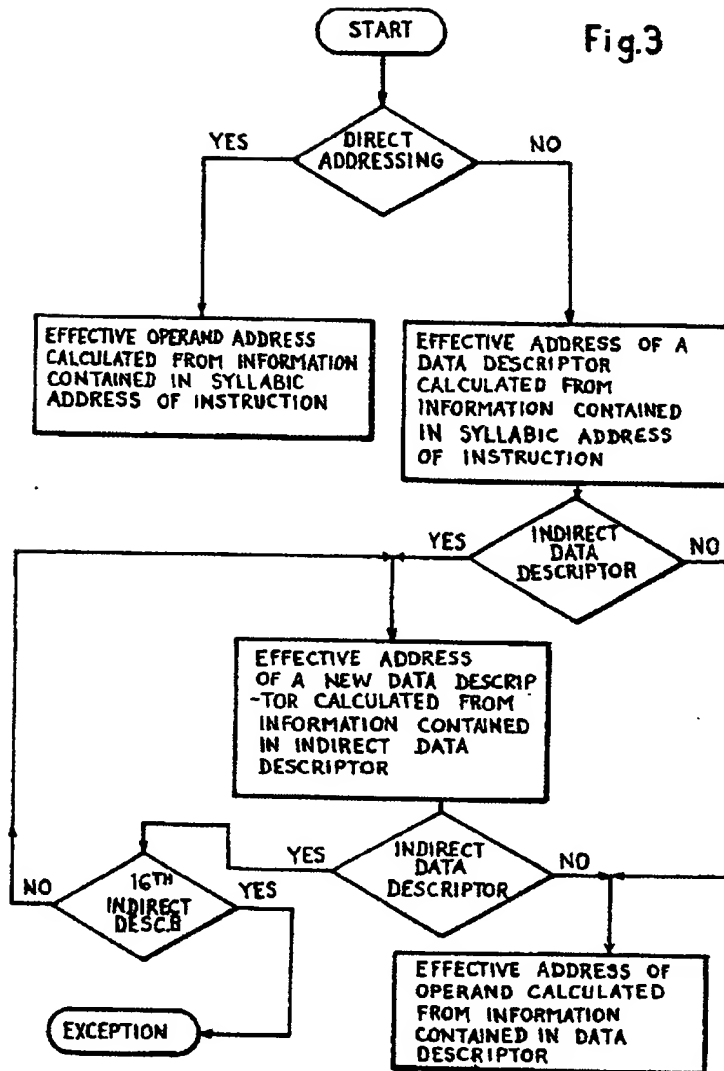 START
Fig.3
DIRECT
ADDRESSING
YES
NO
EFFECTIVE OPERAND ADDRESS
CALCULATED FROM INFORMATION
CONTAINED IN SYLLABIC
ADDRESS OF INSTRUCTION
EFFECTIVE ADDRESS OF A
DATA DESCRIPTOR
CALCULATED FROM
INFORMATION CONTAINED
IN SYLLABIC ADDRESS
OF INSTRUCTION
YES
INDIRECT
DATA
DESCRIPTOR
NO
EFFECTIVE ADDRESS
OF A NEW DATA DESCRIP
-TOR CALCULATED FROM
INFORMATION CONTAINED
IN INDIRECT DATA
DESCRIPTOR
YES
INDIRECT
DATA
DESCRIPTOR
NO
NO
16TH
INDIRECT
YES
EFFECTIVE ADDRESS OF
OPERAND CALCULATED
FROM INFORMATION
CONTAINED IN DATA
DESCRIPTOR
EXCEPTION